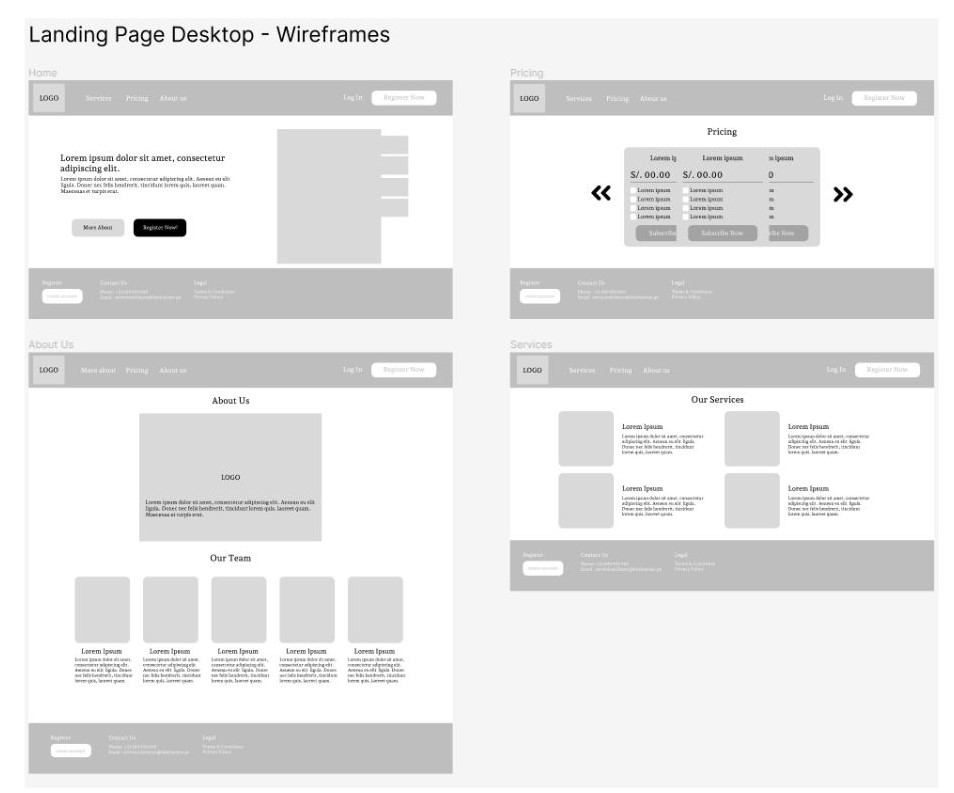 Landing Page Desktop - Wireframes
Home
LOGO
Services
Pricing
About us
Log In
Register Now
Lorem ipsum dolor sit amet, consectetur
adipiscing elit.
Lorem ipsum dolor sit amet, consectetur adipiscing elit. Aenean eu elit
ligula. Donec nec felis hendrerit, tincidunt lorem quis, laoreet quam.
Maecenas et turpis erat.
More About
Register Now!
Register
Contact Us
Legal
Terms & Conditions
Privacy Policy
Pricing
LOGO
Services
Pricing
About us
Log In
Register Now
Pricing
Lorem ip
Lorem ipsum
m ipsum
S/. 00.00
S/. 00.00
0
Lorem ipsum
Lorem ipsum
m
Lorem ipsum
Lorem ipsum
m
Lorem ipsum
Lorem ipsum
m
Lorem ipsum
Lorem ipsum
m
Subscribe
Subscribe Now
be Now
Register
Contact Us
Legal
Terms & Conditions
Privacy Policy
About Us
LOGO
More about
Pricing
About us
Log In
Register Now
About Us
LOGO
Lorem ipsum dolor sit amet, consectetur adipiscing elit. Aenean eu elit
ligula. Donec nec felis hendrerit, tincidunt lorem quis, laoreet quam.
Maecenas et turpis erat.
Our Team
Lorem Ipsum
Lorem ipsum dolor sit amet,
consectetur adipiscing elit.
Aenean eu elit ligula. Donec
nec felis hendrerit, tincidunt
lorem quis, laoreet quam.
Lorem Ipsum
Lorem ipsum dolor sit amet,
consectetur adipiscing elit.
Aenean eu elit ligula. Donec
nec felis hendrerit, tincidunt
lorem quis, laoreet quam.
Lorem Ipsum
Lorem ipsum dolor sit amet,
consectetur adipiscing elit.
Aenean eu elit ligula. Donec
nec felis hendrerit, tincidunt
lorem quis, laoreet quam.
Lorem Ipsum
Lorem ipsum dolor sit amet,
consectetur adipiscing elit.
Aenean eu elit ligula. Donec
nec felis hendrerit, tincidunt
lorem quis, laoreet quam.
Lorem Ipsum
Lorem ipsum dolor sit amet,
consectetur adipiscing elit.
Aenean eu elit ligula. Donec
nec felis hendrerit, tincidunt
lorem quis, laoreet quam.
Register
Contact Us
Legal
Terms & Conditions
Privacy Policy
Services
LOGO
Services
Pricing
About us
Log In
Register Now
Our Services
Lorem Ipsum
Lorem ipsum dolor sit amet, consectetur
adipiscing elit. Aenean eu elit ligula.
Donec nec felis hendrerit, tincidunt
lorem quis, laoreet quam.
Lorem Ipsum
Lorem ipsum dolor sit amet, consectetur
adipiscing elit. Aenean eu elit ligula.
Donec nec felis hendrerit, tincidunt
lorem quis, laoreet quam.
Lorem Ipsum
Lorem ipsum dolor sit amet, consectetur
adipiscing elit. Aenean eu elit ligula.
Donec nec felis hendrerit, tincidunt
lorem quis, laoreet quam.
Lorem Ipsum
Lorem ipsum dolor sit amet, consectetur
adipiscing elit. Aenean eu elit ligula.
Donec nec felis hendrerit, tincidunt
lorem quis, laoreet quam.
Register
Contact Us
Legal
Terms & Conditions
Privacy Policy